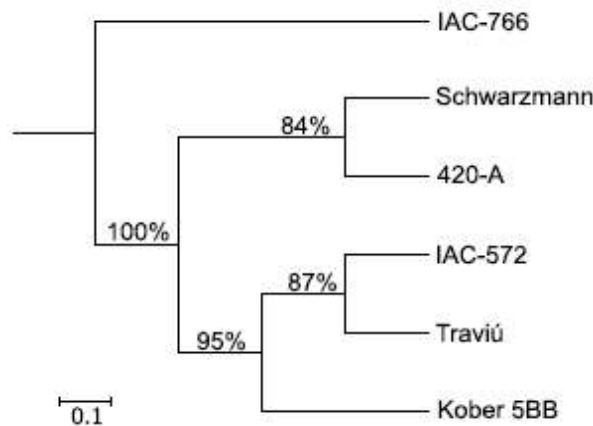 IAC-766
Schwarzmann
84%
420-A
100%
IAC-572
87%
Traviú
95%
Kober 5BB
0.1